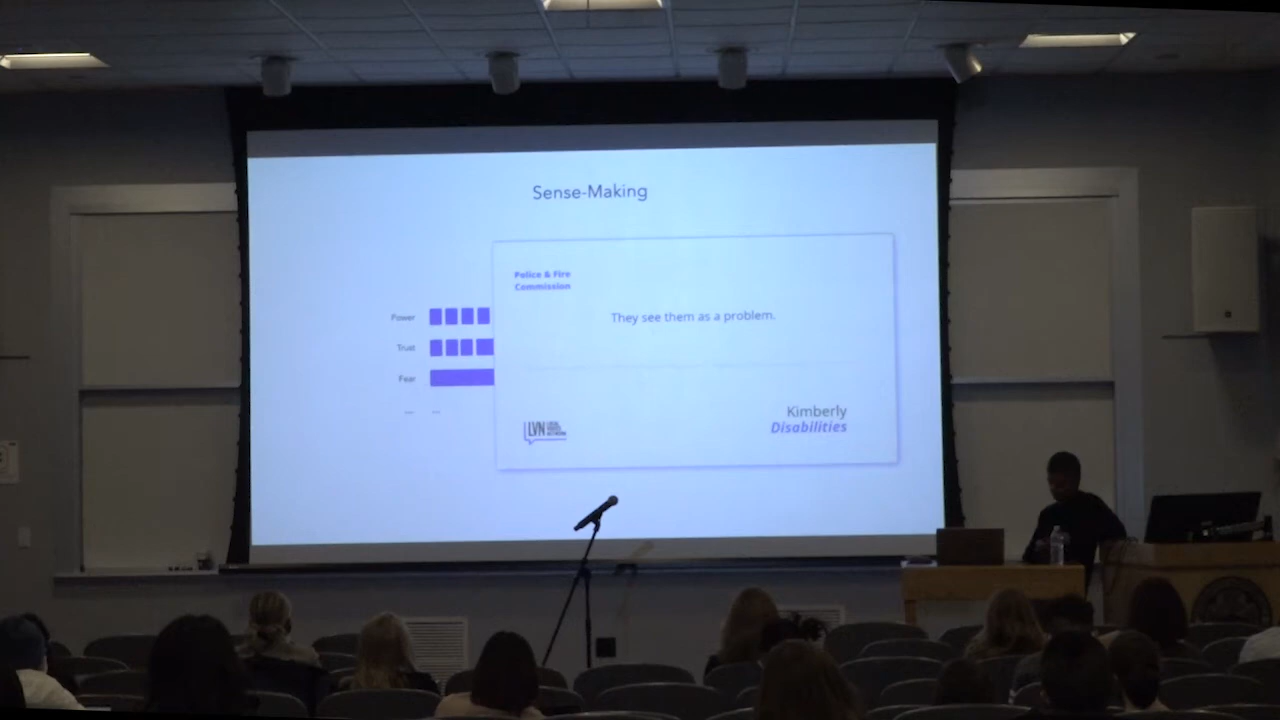 Sense-Making
Police & Fire
Commission
They see them as a problem.
Power
Trust
Fear
LVN
Kimberly
Disabilities